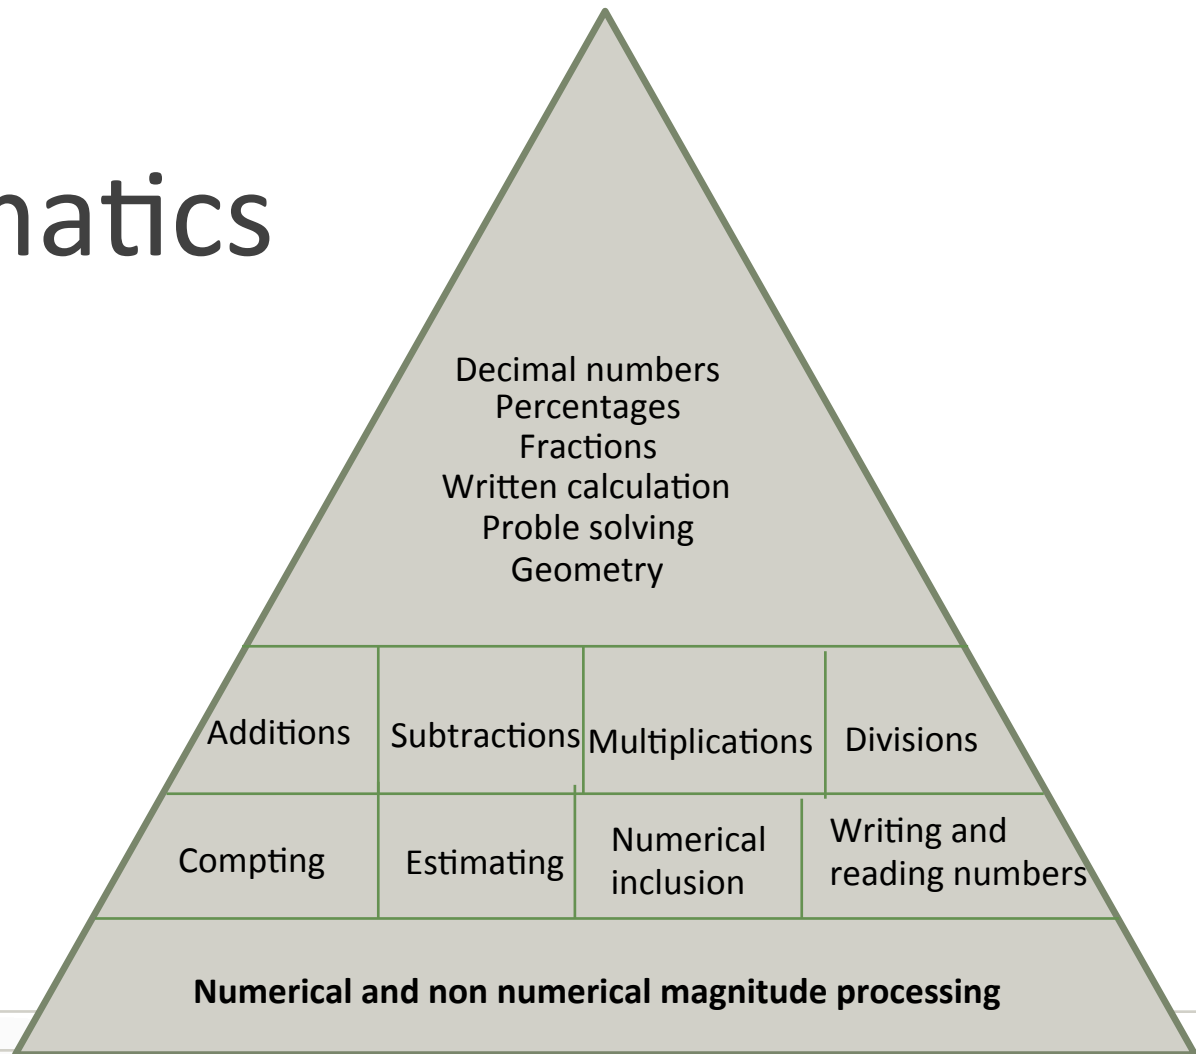 matics
Decimal numbers
Percentages
Fractions
Written calculation
Proble solving
Geometry
Additions
Subtractions
Multiplications
Divisions
Compting
Estimating
Numerical
inclusion
Writing and
reading numbers
Numerical and non numerical magnitude processing